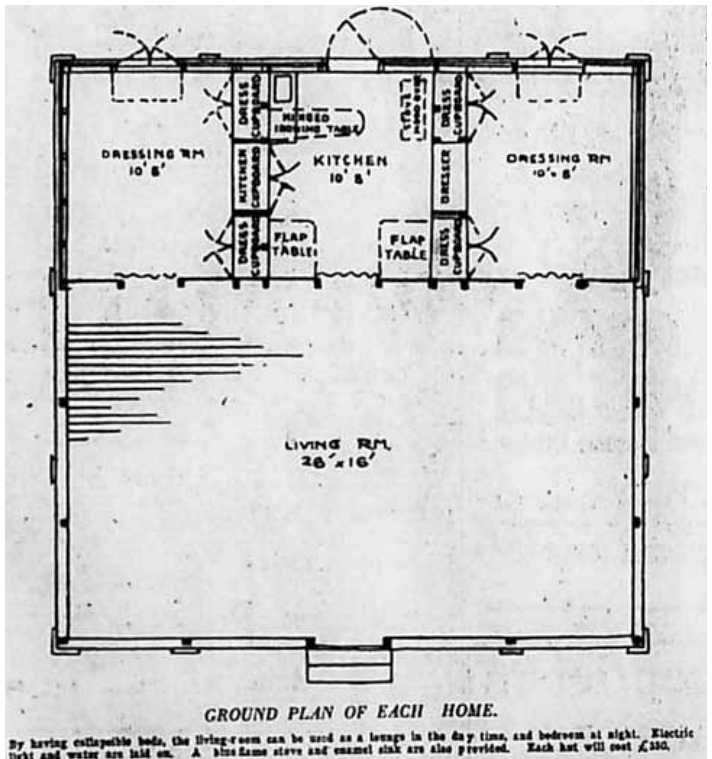 DRESS CUPBOARD
HINGED IRONING TABLE
DRESS CUPBOARD
DRESSING RM
10' 8'
KITCHEN CUPBOARD
KITCHEN
10' 8'
DRESSER
DRESSING RM
10' 8'
DRESS CUPBOARD
FLAP
TABLE
FLAP
TABLE
DRESS CUPBOARD
LIVING RM.
26' x 16'
GROUND PLAN OF EACH HOME.
By having collapsible beds, the living-room can be used as a lounge in the day time, and bedroom at night. Electric
light and water are laid on. A blue flame stove and enamel sink are also provided. Each hut will cost